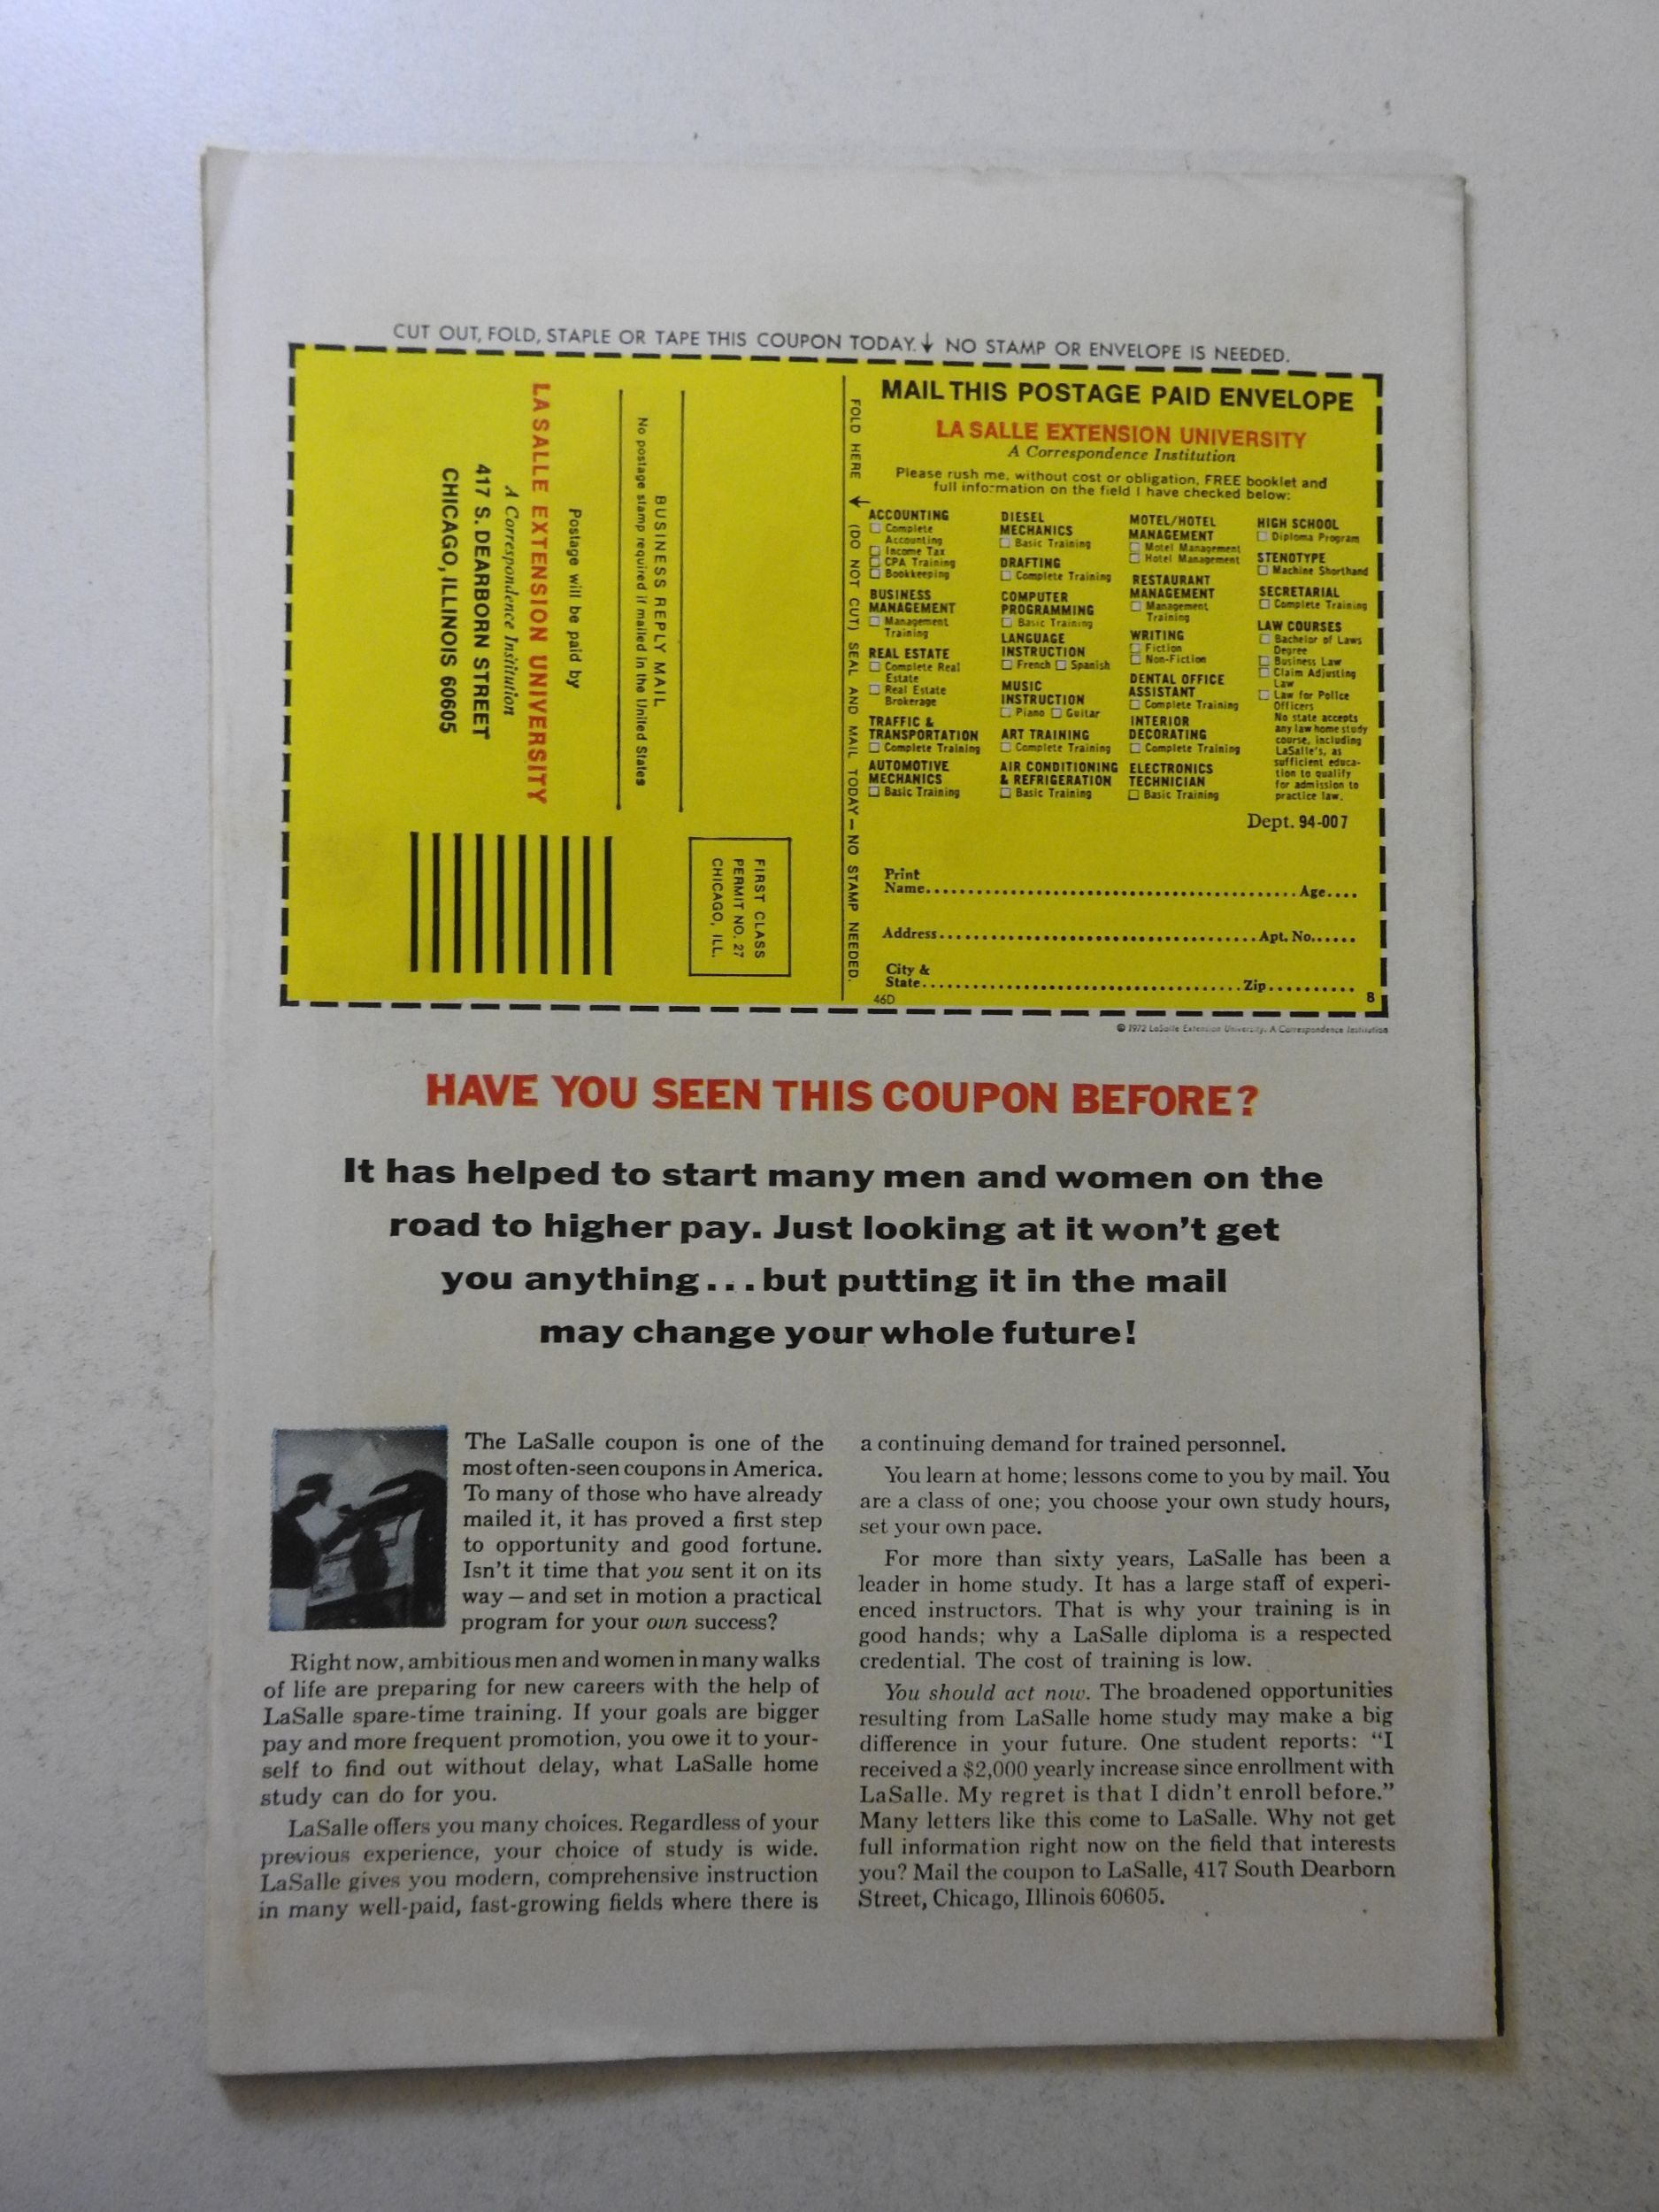 CUT OUT, FOLD, STAPLE OR TAPE THIS COUPON TODAY.↓ NO STAMP OR ENVELOPE IS NEEDED.
BUSINESS REPLY MAIL
No postage stamp required if mailed in the United States
Postage will be paid by
LASALLE EXTENSION UNIVERSITY
A Correspondence Institution
417 S. DEARBORN STREET
CHICAGO, ILLINOIS 60605
FIRST CLASS
PERMIT NO. 27
CHICAGO, ILL.
FOLD HERE ↓ (DO NOT CUT) SEAL AND MAIL TODAY — NO STAMP NEEDED.
MAIL THIS POSTAGE PAID ENVELOPE
LA SALLE EXTENSION UNIVERSITY
A Correspondence Institution
Please rush me, without cost or obligation, FREE booklet and
full information on the field I have checked below:
ACCOUNTING
☐ Complete
Accounting
☐ Income Tax
☐ CPA Training
☐ Bookkeeping
BUSINESS
MANAGEMENT
☐ Management
Training
REAL ESTATE
☐ Complete Real
Estate
☐ Real Estate
Brokerage
TRAFFIC &
TRANSPORTATION
☐ Complete Training
AUTOMOTIVE
MECHANICS
☐ Basic Training
DIESEL
MECHANICS
☐ Basic Training
DRAFTING
☐ Complete Training
COMPUTER
PROGRAMMING
☐ Basic Training
LANGUAGE
INSTRUCTION
☐ French ☐ Spanish
MUSIC
INSTRUCTION
☐ Piano ☐ Guitar
ART TRAINING
☐ Complete Training
AIR CONDITIONING
& REFRIGERATION
☐ Basic Training
MOTEL/HOTEL
MANAGEMENT
☐ Motel Management
☐ Hotel Management
RESTAURANT
MANAGEMENT
☐ Management
Training
WRITING
☐ Fiction
☐ Non-Fiction
DENTAL OFFICE
ASSISTANT
☐ Complete Training
INTERIOR
DECORATING
☐ Complete Training
ELECTRONICS
TECHNICIAN
☐ Basic Training
HIGH SCHOOL
☐ Diploma Program
STENOTYPE
☐ Machine Shorthand
SECRETARIAL
☐ Complete Training
LAW COURSES
☐ Bachelor of Laws
Degree
☐ Business Law
☐ Claim Adjusting
Law
☐ Law for Police
Officers
No state accepts
any law home study
course, including
LaSalle's, as
sufficient educa-
tion to qualify
for admission to
practice law.
Dept. 94-007
Print
Name.................................................Age....
Address..........................................Apt. No......
City &
State..........................................Zip..........
46D 8
© 1972 LaSalle Extension University. A Correspondence Institution
HAVE YOU SEEN THIS COUPON BEFORE?
It has helped to start many men and women on the
road to higher pay. Just looking at it won't get
you anything...but putting it in the mail
may change your whole future!
The LaSalle coupon is one of the
most often-seen coupons in America.
To many of those who have already
mailed it, it has proved a first step
to opportunity and good fortune.
Isn't it time that you sent it on its
way – and set in motion a practical
program for your own success?
Right now, ambitious men and women in many walks
of life are preparing for new careers with the help of
LaSalle spare-time training. If your goals are bigger
pay and more frequent promotion, you owe it to your-
self to find out without delay, what LaSalle home
study can do for you.
LaSalle offers you many choices. Regardless of your
previous experience, your choice of study is wide.
LaSalle gives you modern, comprehensive instruction
in many well-paid, fast-growing fields where there is
a continuing demand for trained personnel.
You learn at home; lessons come to you by mail. You
are a class of one; you choose your own study hours,
set your own pace.
For more than sixty years, LaSalle has been a
leader in home study. It has a large staff of experi-
enced instructors. That is why your training is in
good hands; why a LaSalle diploma is a respected
credential. The cost of training is low.
You should act now. The broadened opportunities
resulting from LaSalle home study may make a big
difference in your future. One student reports: "I
received a $2,000 yearly increase since enrollment with
LaSalle. My regret is that I didn't enroll before."
Many letters like this come to LaSalle. Why not get
full information right now on the field that interests
you? Mail the coupon to LaSalle, 417 South Dearborn
Street, Chicago, Illinois 60605.